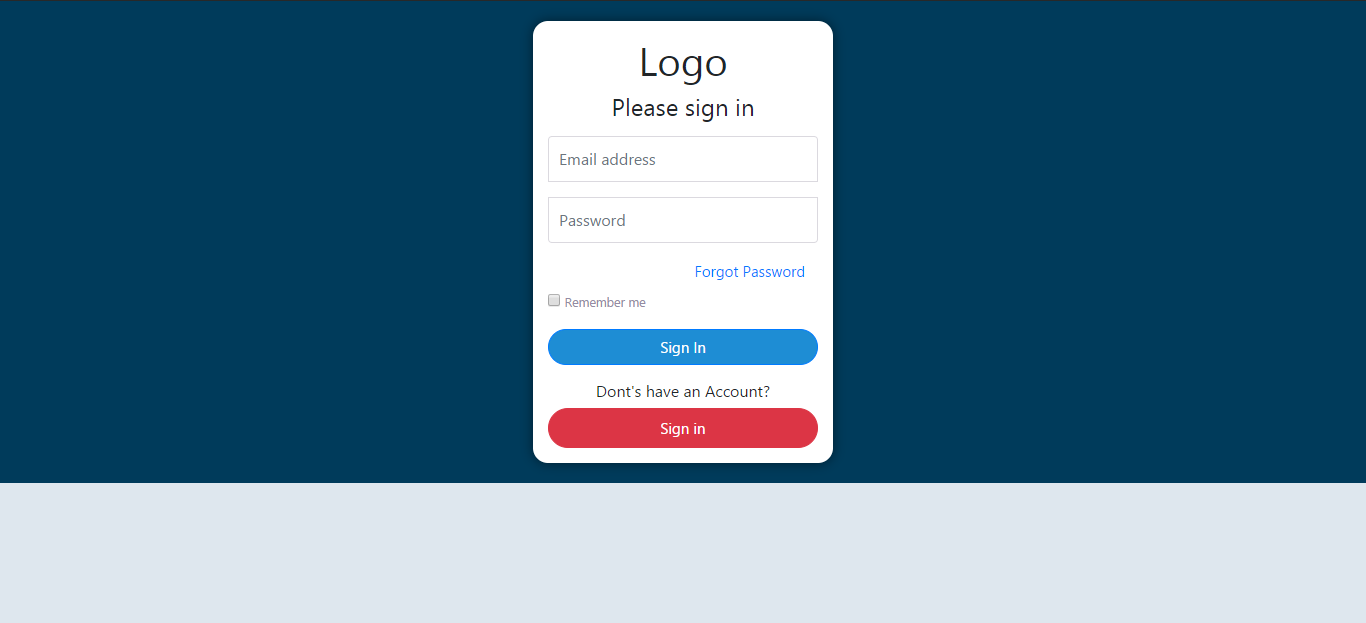 Logo
Please sign in
Email address
Password
Forgot Password
Remember me
Sign In
Dont's have an Account?
Sign in